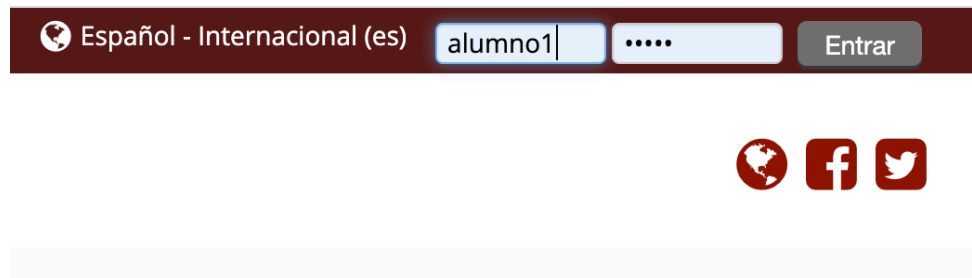 Español - Internacional (es) alumno1 ••••• Entrar